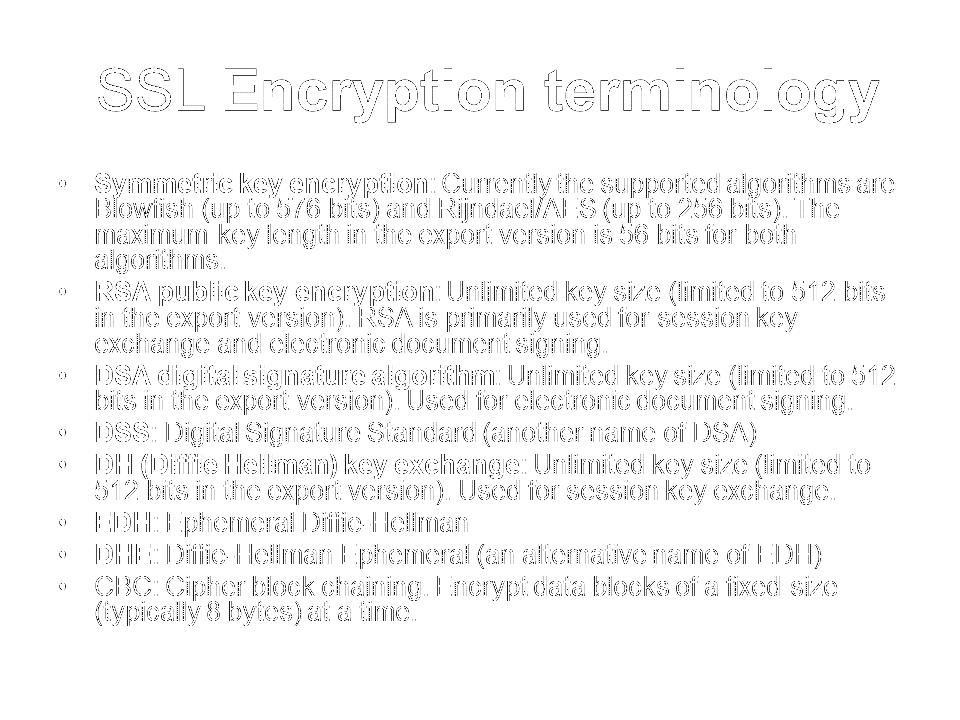 SSL Encryption terminology
• Symmetric key encryption: Currently the supported algorithms are
Blowfish (up to 576 bits) and Rijndael/AES (up to 256 bits). The
maximum key length in the export version is 56 bits for both
algorithms.
• RSA public key encryption: Unlimited key size (limited to 512 bits
in the export version). RSA is primarily used for session key
exchange and electronic document signing.
• DSA digital signature algorithm: Unlimited key size (limited to 512
bits in the export version). Used for electronic document signing.
• DSS: Digital Signature Standard (another name of DSA)
• DH (Diffie Hellman) key exchange: Unlimited key size (limited to
512 bits in the export version). Used for session key exchange.
• EDH: Ephemeral Diffie-Hellman
• DHE: Diffie-Hellman Ephemeral (an alternative name of EDH)
• CBC: Cipher block chaining. Encrypt data blocks of a fixed size
(typically 8 bytes) at a time.